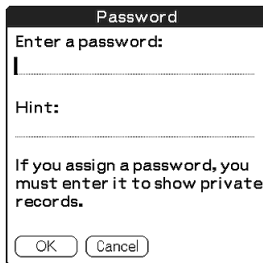 Password
Enter a password:
Hint:
If you assign a password, you
must enter it to show private
records.
OK Cancel